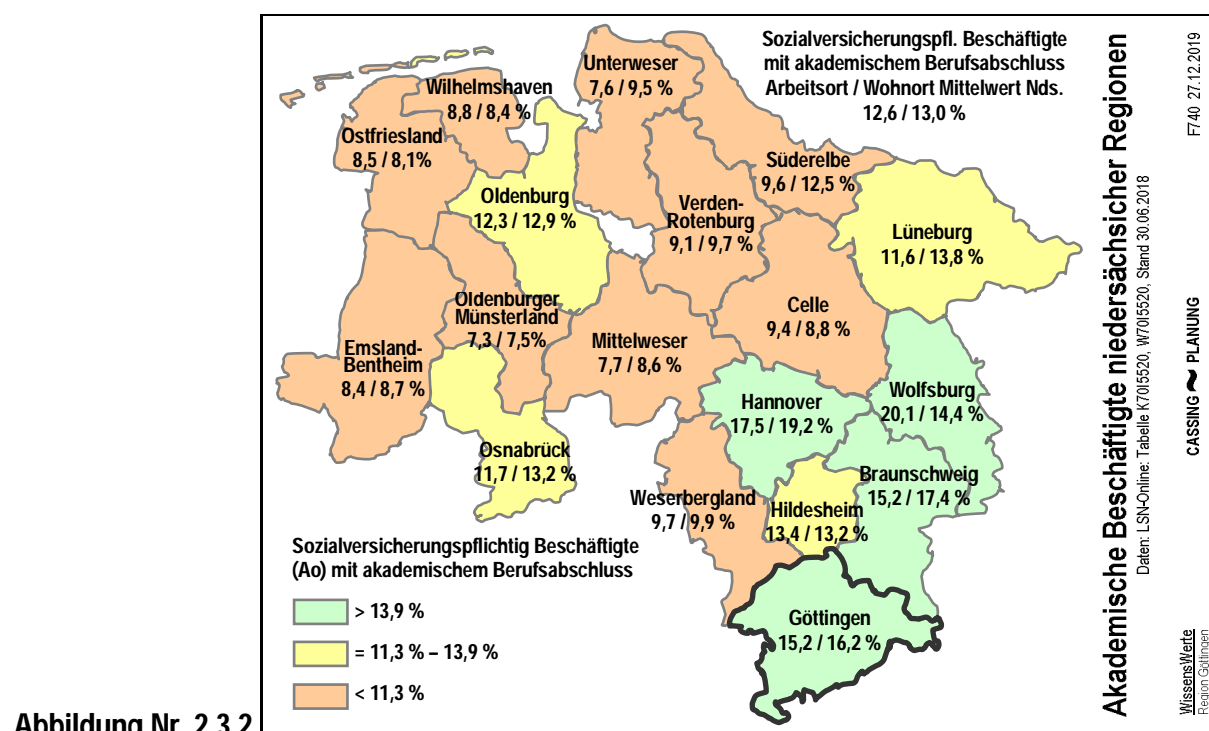 Sozialversicherungspfl. Beschäftigte
mit akademischem Berufsabschluss
Arbeitsort / Wohnort Mittelwert Nds.
12,6 / 13,0 %
Unterweser
7,6 / 9,5 %
Wilhelmshaven
8,8 / 8,4 %
Ostfriesland
8,5 / 8,1%
Oldenburg
12,3 / 12,9 %
Süderelbe
9,6 / 12,5 %
Verden-
Rotenburg
9,1 / 9,7 %
Lüneburg
11,6 / 13,8 %
Oldenburger
Münsterland
7,3 / 7,5%
Celle
9,4 / 8,8 %
Mittelweser
7,7 / 8,6 %
Emsland-
Bentheim
8,4 / 8,7 %
Wolfsburg
20,1 / 14,4 %
Hannover
17,5 / 19,2 %
Osnabrück
11,7 / 13,2 %
Braunschweig
15,2 / 17,4 %
Weserbergland
9,7 / 9,9 %
Hildesheim
13,4 / 13,2 %
Göttingen
15,2 / 16,2 %
Sozialversicherungspflichtig Beschäftigte
(Ao) mit akademischem Berufsabschluss
> 13,9 %
= 11,3 % – 13,9 %
< 11,3 %
Akademische Beschäftigte niedersächsicher Regionen
Daten: LSN-Online: Tabelle K70I5520, W70I5520, Stand 30.06.2018
F740 27.12.2019
CASSING ~ PLANUNG
WissensWerte
Region Göttingen
Abbildung Nr. 2.3.2